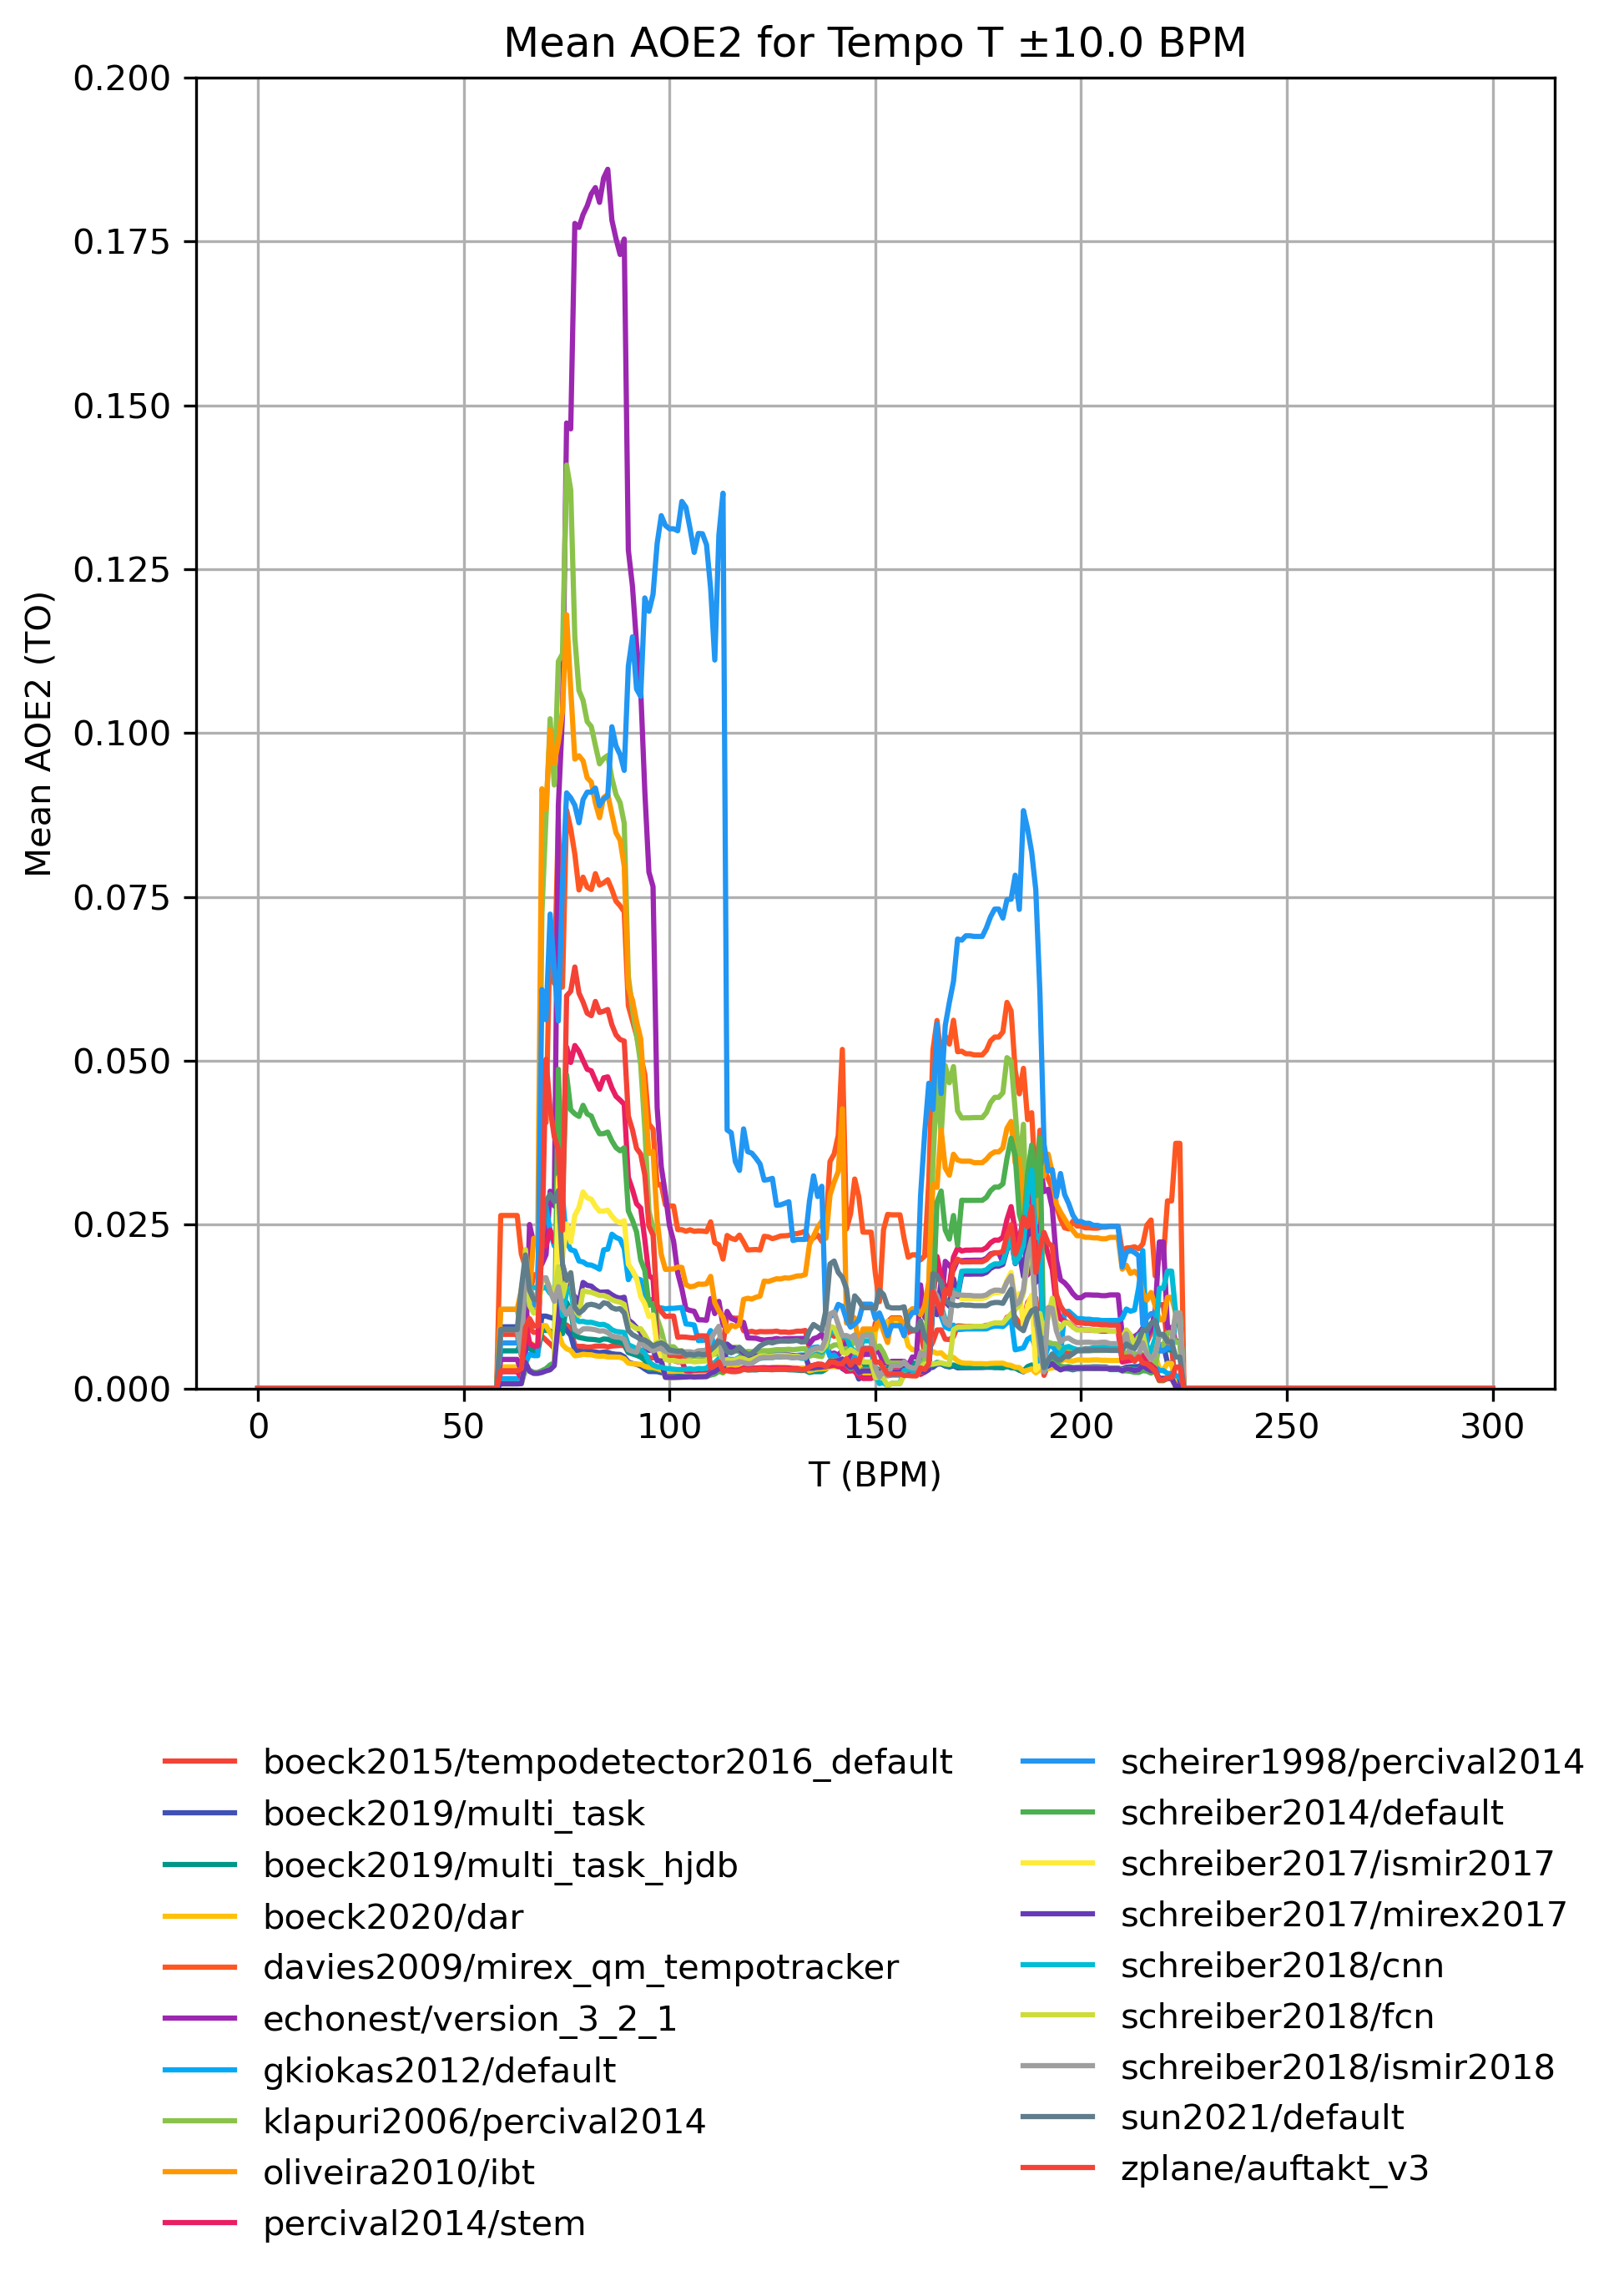 Mean AOE2 for Tempo T ±10.0 BPM
0.200
0.175
0.150
0.125
0.100
0.075
0.050
0.025
0.000
Mean AOE2 (TO)
0 50 100 150 200 250 300
T (BPM)
boeck2015/tempodetector2016_default
boeck2019/multi_task
boeck2019/multi_task_hjdb
boeck2020/dar
davies2009/mirex_qm_tempotracker
echonest/version_3_2_1
gkiokas2012/default
klapuri2006/percival2014
oliveira2010/ibt
percival2014/stem
scheirer1998/percival2014
schreiber2014/default
schreiber2017/ismir2017
schreiber2017/mirex2017
schreiber2018/cnn
schreiber2018/fcn
schreiber2018/ismir2018
sun2021/default
zplane/auftakt_v3